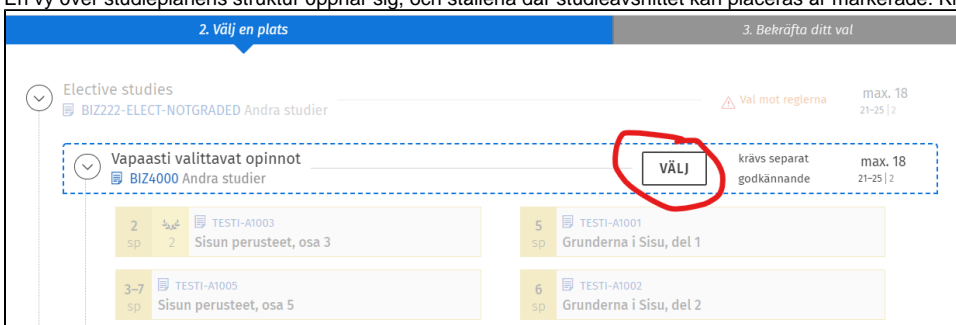 En vy över studieplanens struktur öppnar sig, och ställena där studieavsnittet kan placeras är markerade.
2. Välj en plats
3. Bekräfta ditt val
Elective studies
BIZ222-ELECT-NOTGRADED Andra studier
Val mot reglerna
max. 18
21–25 | 2
Vapaasti valittavat opinnot
BIZ4000 Andra studier
VÄLJ
krävs separat
godkännande
max. 18
21–25 | 2
2
sp
2
TESTI-A1003
Sisun perusteet, osa 3
5
sp
TESTI-A1001
Grunderna i Sisu, del 1
3–7
sp
TESTI-A1005
Sisun perusteet, osa 5
6
sp
TESTI-A1002
Grunderna i Sisu, del 2